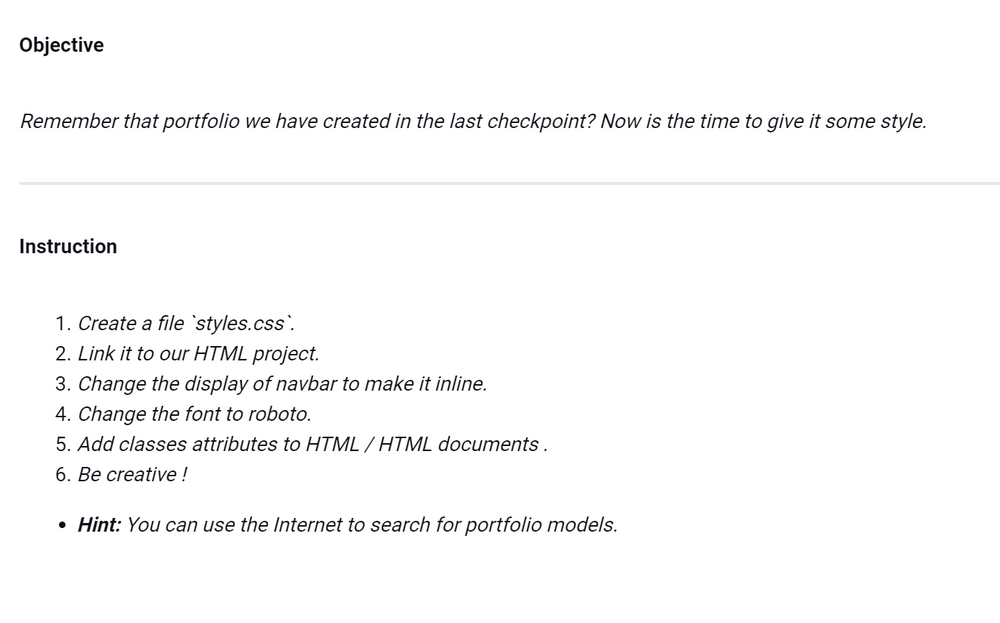 Objective
Remember that portfolio we have created in the last checkpoint? Now is the time to give it some style.
Instruction
1. Create a file `styles.css`.
2. Link it to our HTML project.
3. Change the display of navbar to make it inline.
4. Change the font to roboto.
5. Add classes attributes to HTML / HTML documents .
6. Be creative !
• Hint: You can use the Internet to search for portfolio models.